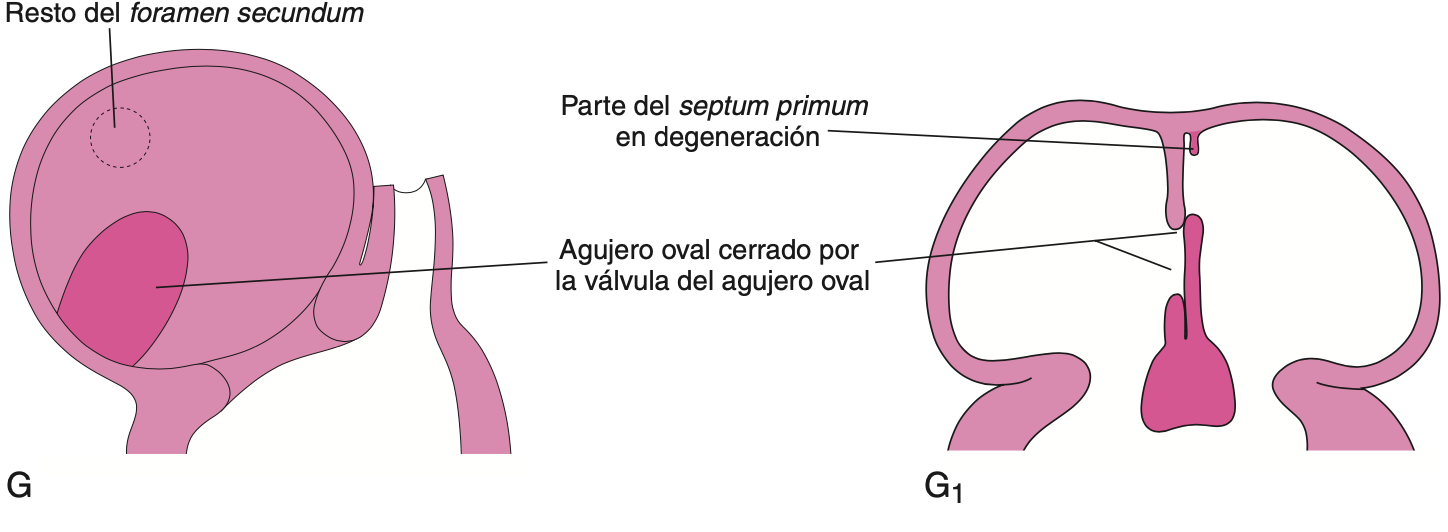 Resto del foramen secundum
Parte del septum primum
en degeneración
Agujero oval cerrado por
la válvula del agujero oval
G
G1